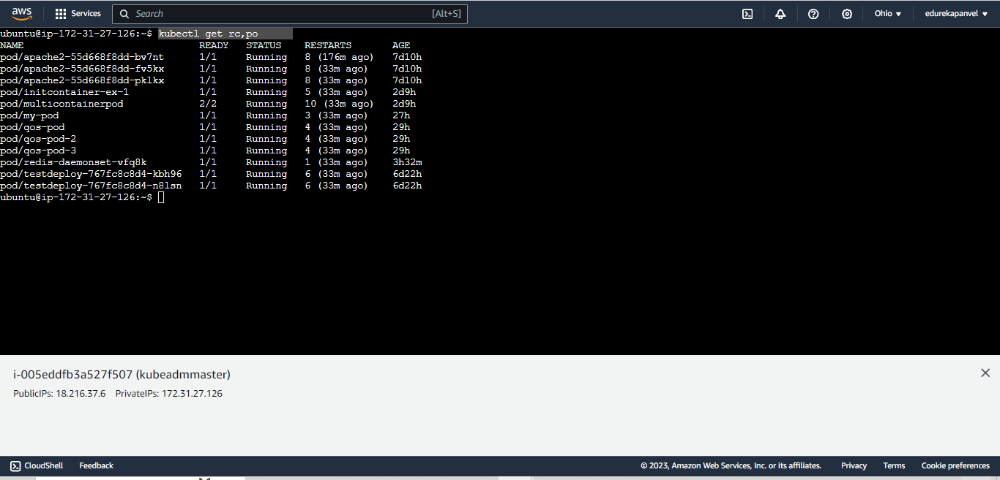 aws Services Search [Alt+S] Ohio edurekapanvel
ubuntu@ip-172-31-27-126:~$ kubectl get rc,po
NAME READY STATUS RESTARTS AGE
pod/apache2-55d668f8dd-bv7nt 1/1 Running 8 (176m ago) 7d10h
pod/apache2-55d668f8dd-fv5kx 1/1 Running 8 (33m ago) 7d10h
pod/apache2-55d668f8dd-pklkx 1/1 Running 8 (33m ago) 7d10h
pod/initcontainer-ex-1 1/1 Running 5 (33m ago) 2d9h
pod/multicontainerpod 2/2 Running 10 (33m ago) 2d9h
pod/my-pod 1/1 Running 3 (33m ago) 27h
pod/qos-pod 1/1 Running 4 (33m ago) 29h
pod/qos-pod-2 1/1 Running 4 (33m ago) 29h
pod/qos-pod-3 1/1 Running 4 (33m ago) 29h
pod/redis-daemonset-vfq8k 1/1 Running 1 (33m ago) 3h32m
pod/testdeploy-767fc8c8d4-kbh96 1/1 Running 6 (33m ago) 6d22h
pod/testdeploy-767fc8c8d4-n8lsn 1/1 Running 6 (33m ago) 6d22h
ubuntu@ip-172-31-27-126:~$
i-005eddfb3a527f507 (kubeadmmaster)
PublicIPs: 18.216.37.6 PrivateIPs: 172.31.27.126
CloudShell Feedback © 2023, Amazon Web Services, Inc. or its affiliates. Privacy Terms Cookie preferences